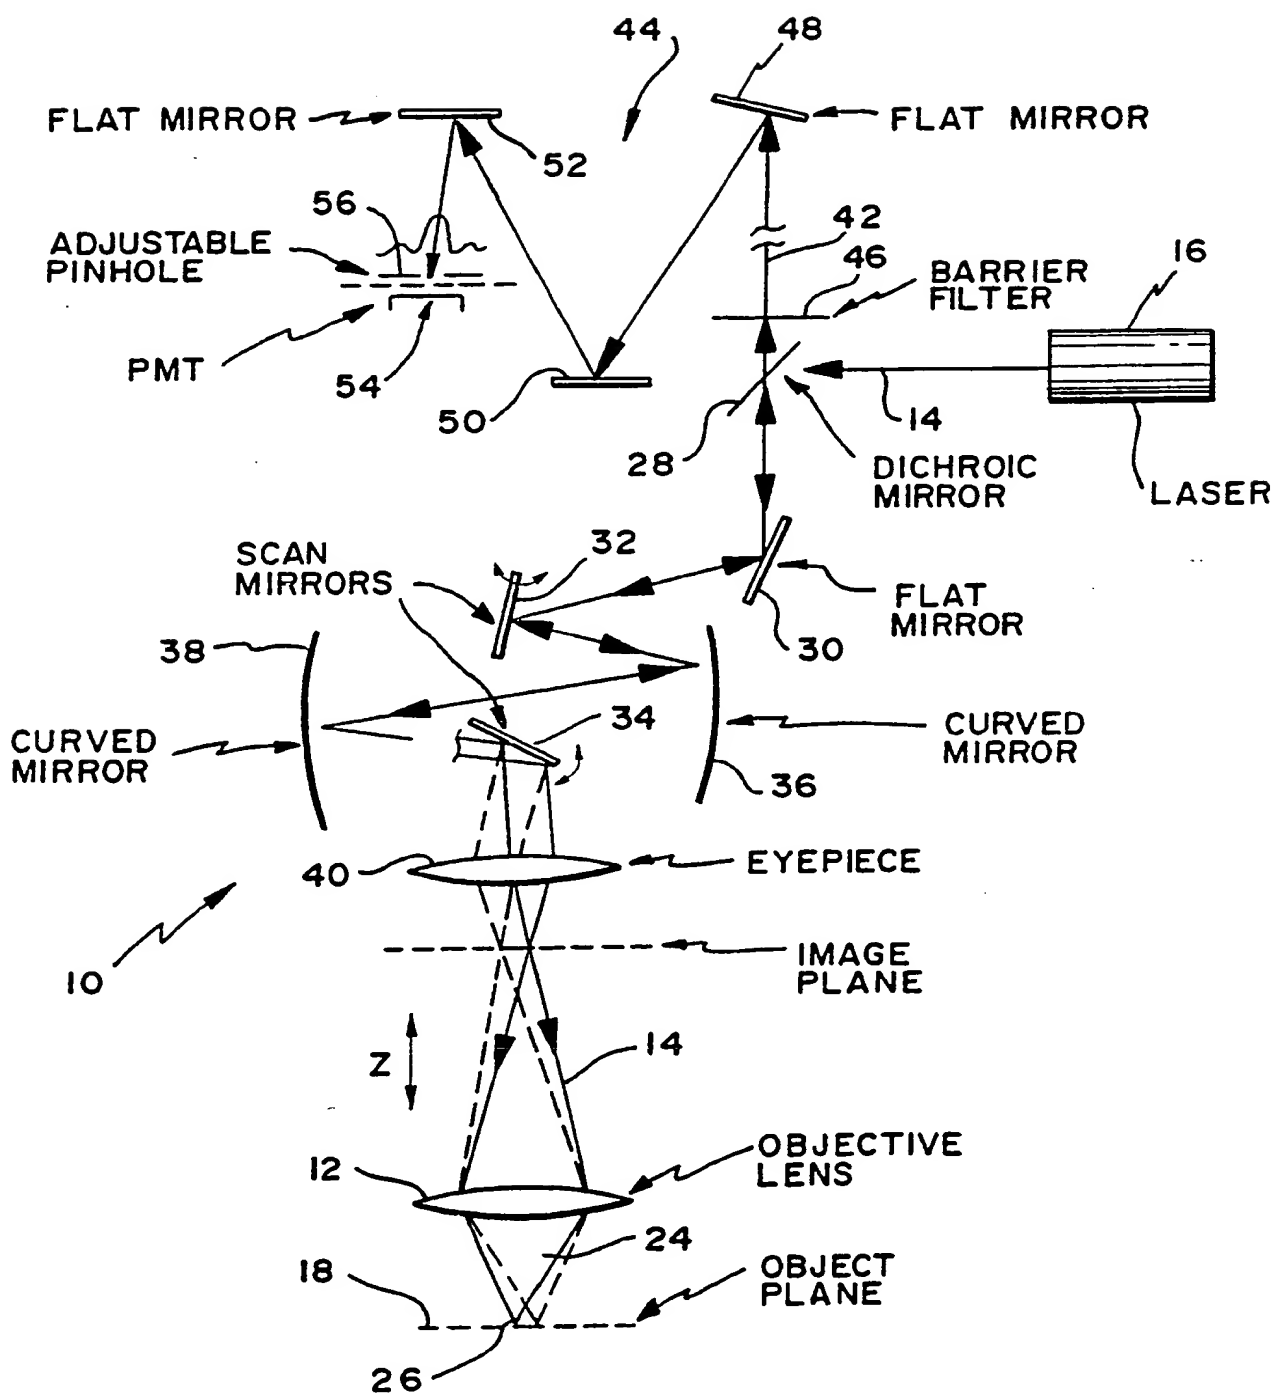 44
48
FLAT MIRROR
52
FLAT MIRROR
56
42
ADJUSTABLE
PINHOLE
46
BARRIER
FILTER
16
PMT
54
50
28
14
DICHROIC
MIRROR
LASER
SCAN
MIRRORS
32
FLAT
MIRROR
30
38
34
CURVED
MIRROR
CURVED
MIRROR
36
40
EYEPIECE
10
IMAGE
PLANE
Z
14
12
OBJECTIVE
LENS
24
18
OBJECT
PLANE
26